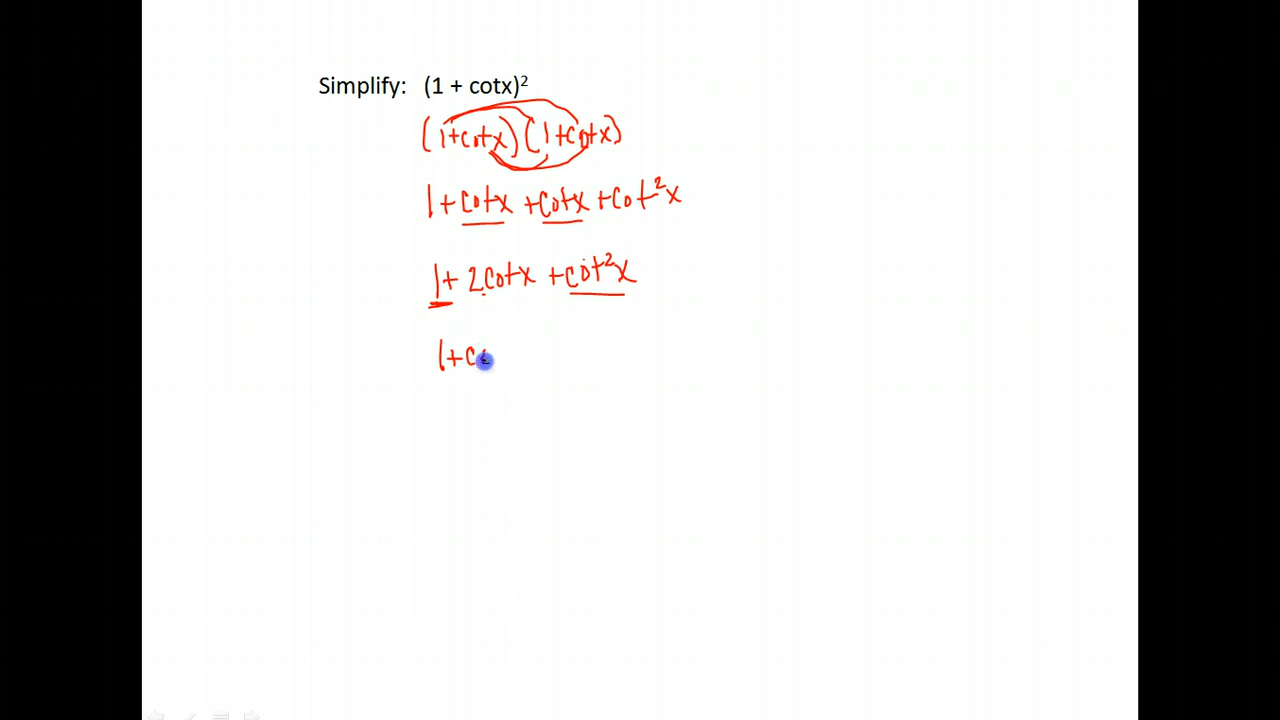 Simplify: (1 + cotx)²
(1+cotx)(1+cotx)
1+cotx +cotx +cot²x
1+ 2cotx +cot²x
1+c